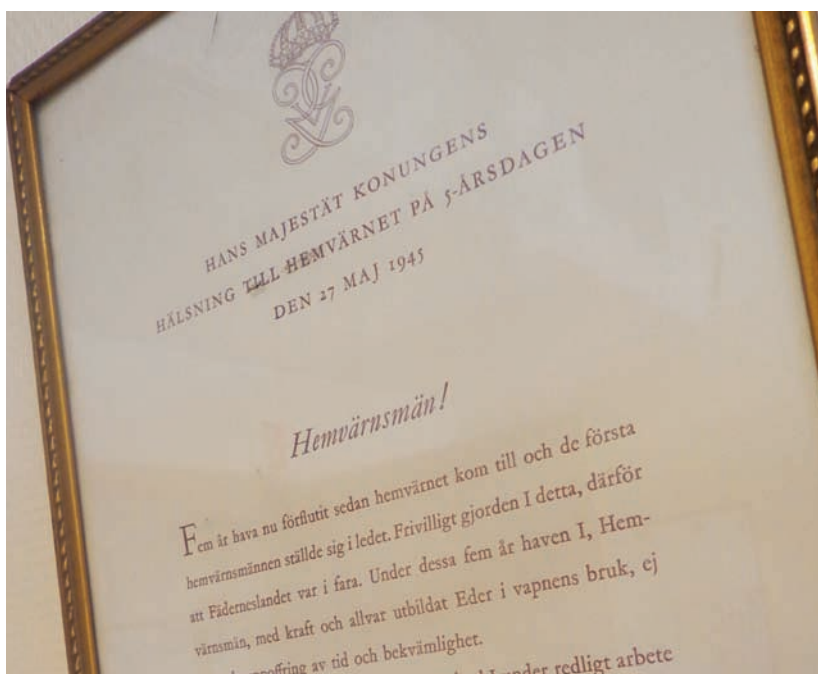 HANS MAJESTÄT KONUNGENS
HÄLSNING TILL HEMVÄRNET PÅ 5-ÅRSDAGEN
DEN 27 MAJ 1945
Hemvärnsmän!
Fem år hava nu förflutit sedan hemvärnet kom till och de första
hemvärnsmännen ställde sig i ledet. Frivilligt gjorden I detta, därför
att Fäderneslandet var i fara. Under dessa fem år haven I, Hem-
värnsmän, med kraft och allvar utbildat Eder i vapnens bruk, ej
av tid och bekvämlighet.
under redligt arbete